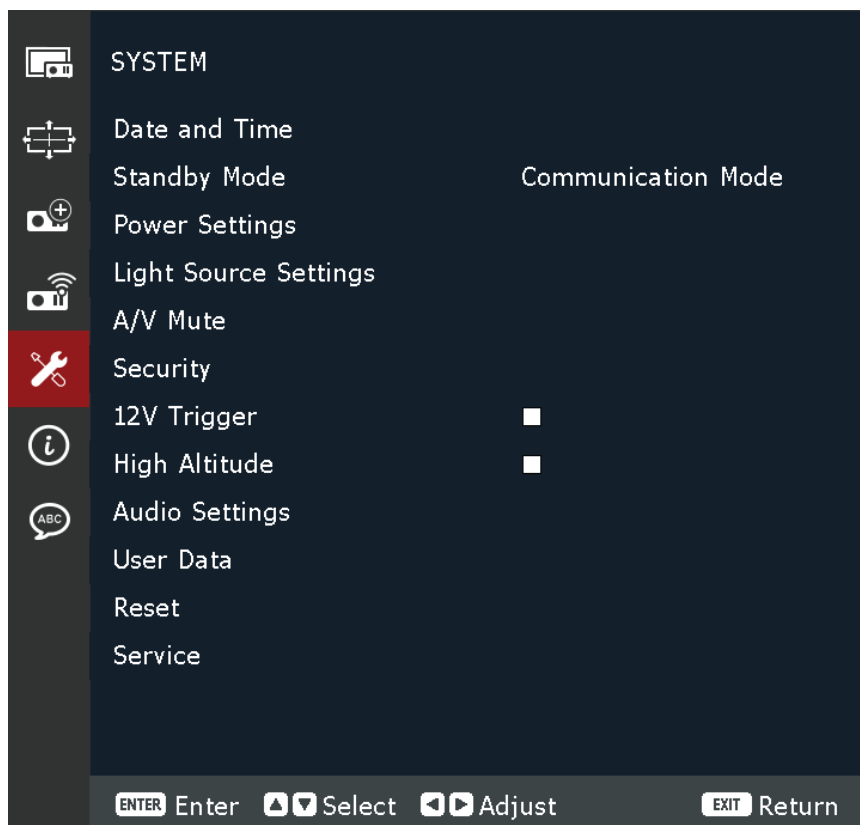 SYSTEM
Date and Time
Standby Mode Communication Mode
Power Settings
Light Source Settings
A/V Mute
Security
12V Trigger
High Altitude
Audio Settings
ABC
User Data
Reset
Service
ENTER Enter Select Adjust EXIT Return